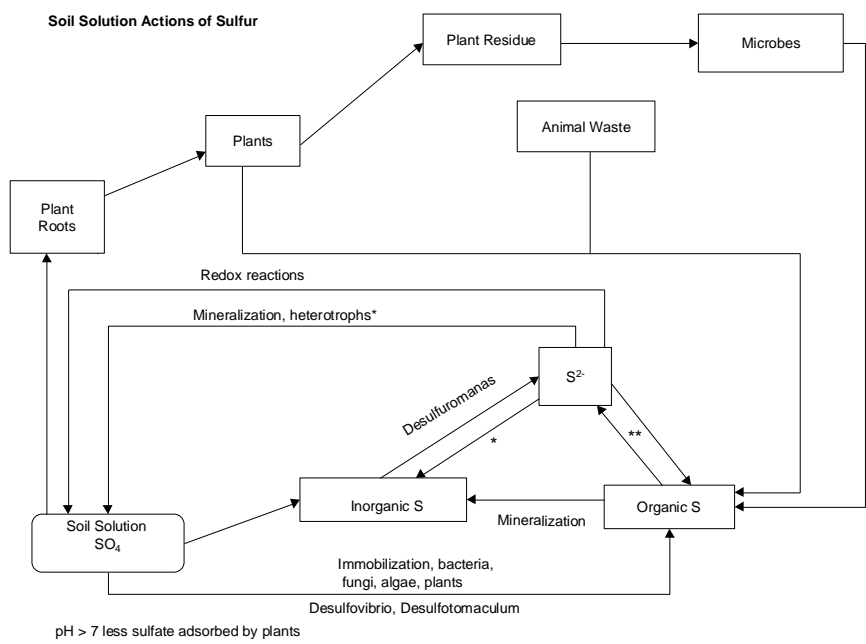 Soil Solution Actions of Sulfur
Plant Residue
Microbes
Animal Waste
Plants
Plant
Roots
Redox reactions
Mineralization, heterotrophs*
S²⁻
Desulfuromanas
*
**
Inorganic S
Mineralization
Organic S
Soil Solution
SO₄
Immobilization, bacteria,
fungi, algae, plants
Desulfovibrio, Desulfotomaculum
pH > 7 less sulfate adsorbed by plants